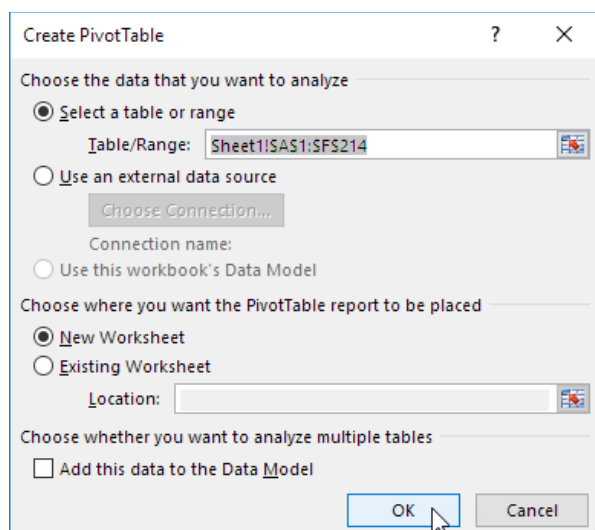 Create PivotTable ?
Choose the data that you want to analyze
Select a table or range
Table/Range: Sheet1!$A$1:$F$214
Use an external data source
Choose Connection...
Connection name:
Use this workbook's Data Model
Choose where you want the PivotTable report to be placed
New Worksheet
Existing Worksheet
Location:
Choose whether you want to analyze multiple tables
Add this data to the Data Model
OK Cancel